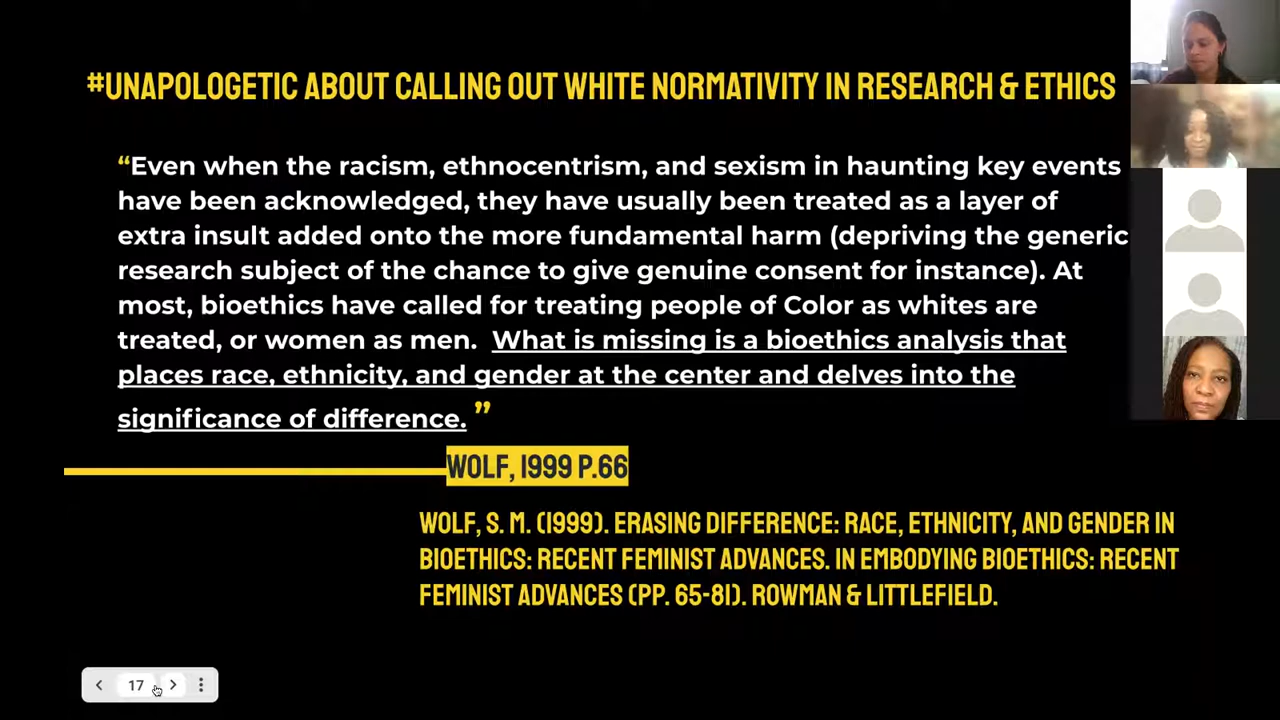 #UNAPOLOGETIC ABOUT CALLING OUT WHITE NORMATIVITY IN RESEARCH & ETHICS
“Even when the racism, ethnocentrism, and sexism in haunting key events
have been acknowledged, they have usually been treated as a layer of
extra insult added onto the more fundamental harm (depriving the generic
research subject of the chance to give genuine consent for instance). At
most, bioethics have called for treating people of Color as whites are
treated, or women as men. What is missing is a bioethics analysis that
places race, ethnicity, and gender at the center and delves into the
significance of difference.”
WOLF, 1999 P.66
WOLF, S. M. (1999). ERASING DIFFERENCE: RACE, ETHNICITY, AND GENDER IN
BIOETHICS: RECENT FEMINIST ADVANCES. IN EMBODYING BIOETHICS: RECENT
FEMINIST ADVANCES (PP. 65-81). ROWMAN & LITTLEFIELD.
17